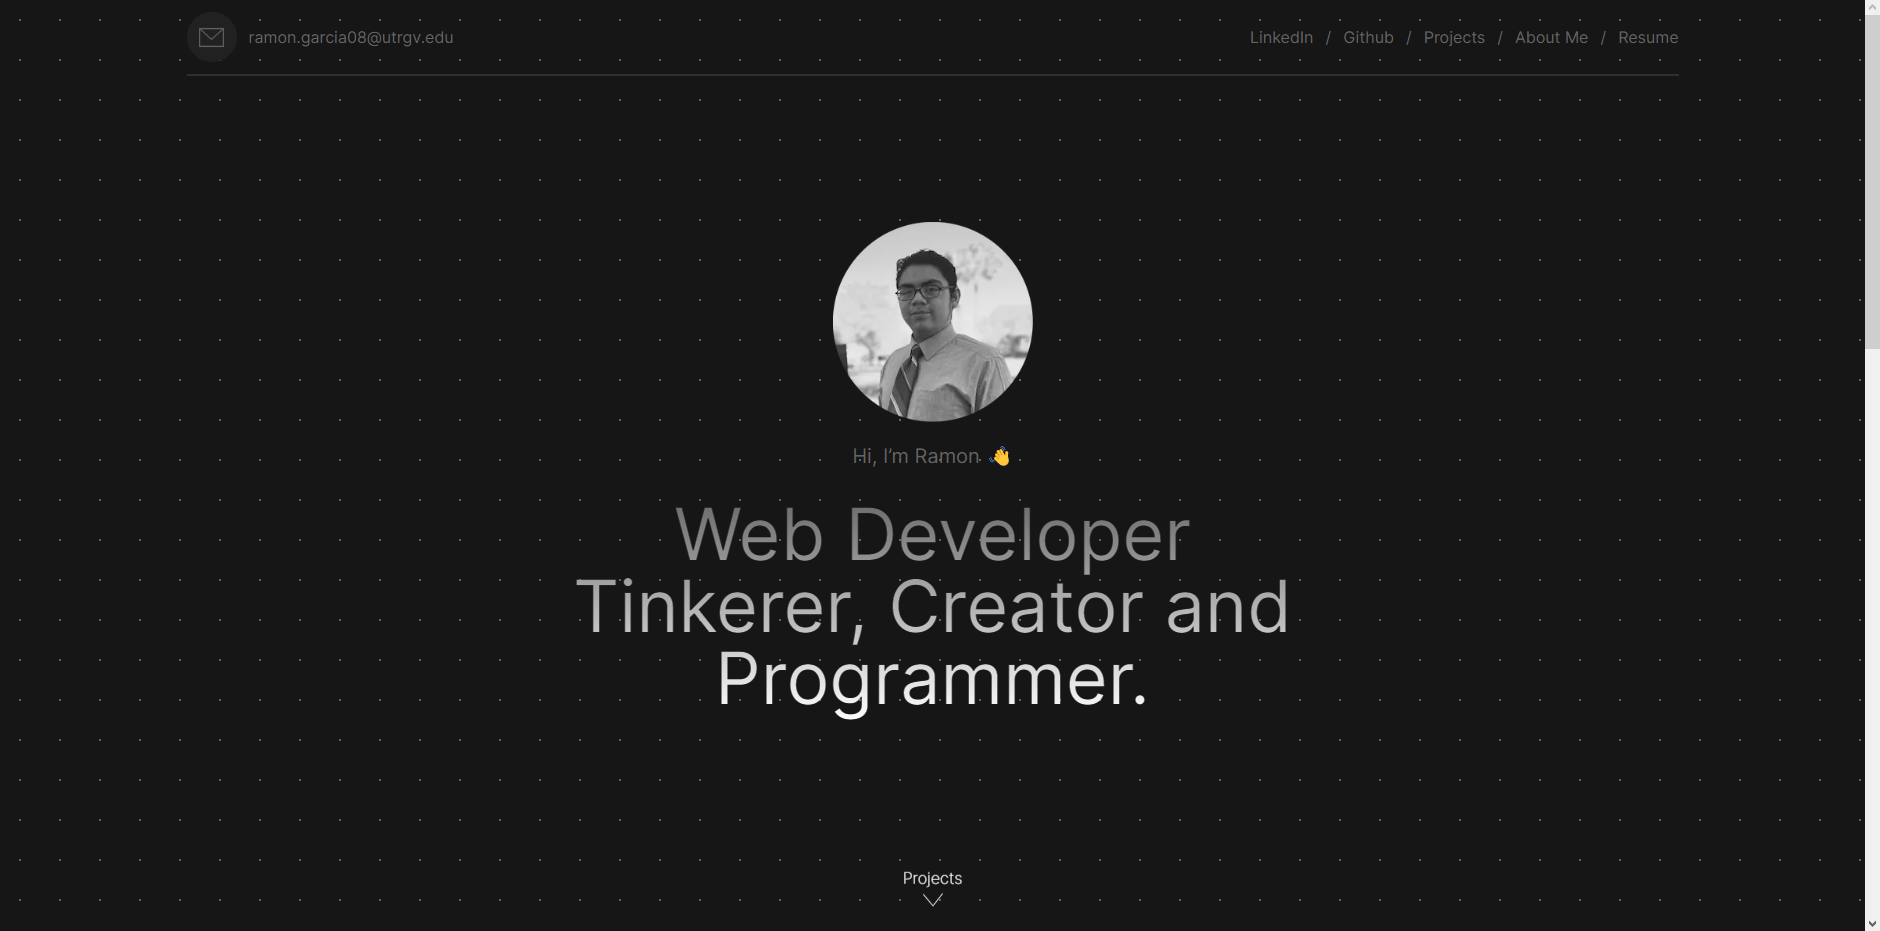 ramon.garcia08@utrgv.edu
LinkedIn / Github / Projects / About Me / Resume
Hi, I'm Ramon 👋
Web Developer
Tinkerer, Creator and
Programmer.
Projects